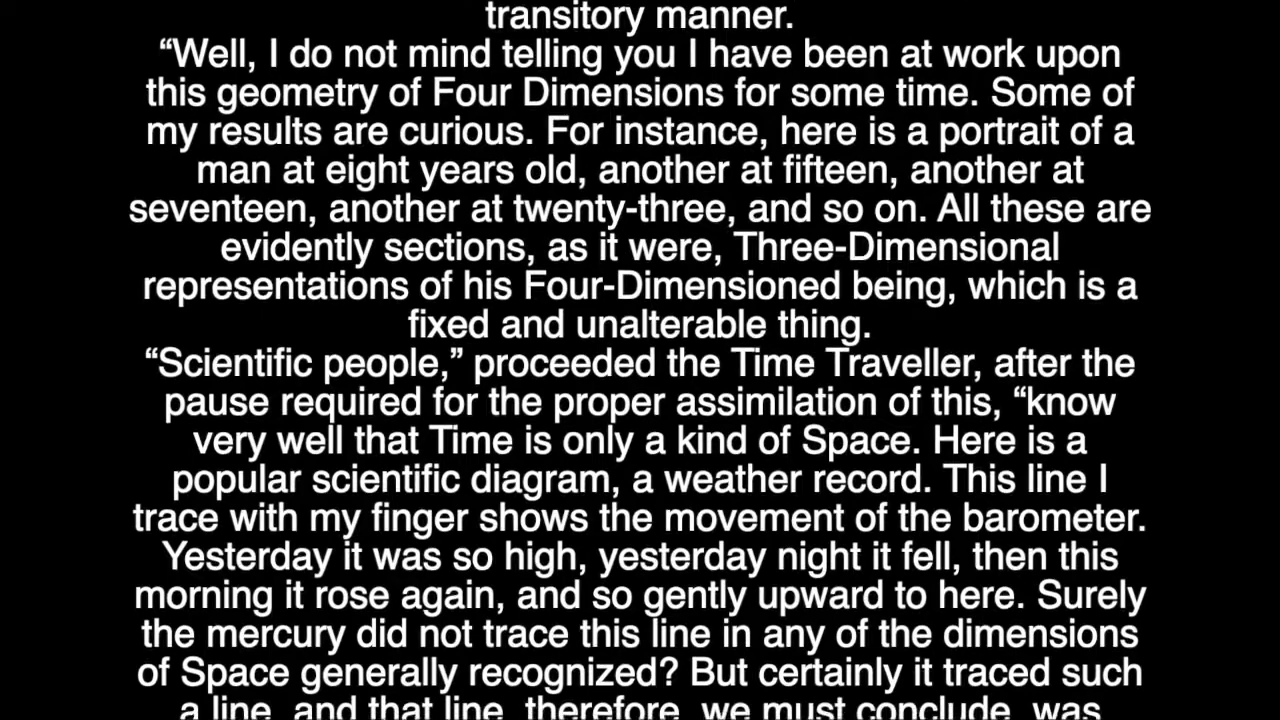 transitory manner.
“Well, I do not mind telling you I have been at work upon
this geometry of Four Dimensions for some time. Some of
my results are curious. For instance, here is a portrait of a
man at eight years old, another at fifteen, another at
seventeen, another at twenty-three, and so on. All these are
evidently sections, as it were, Three-Dimensional
representations of his Four-Dimensioned being, which is a
fixed and unalterable thing.
“Scientific people,” proceeded the Time Traveller, after the
pause required for the proper assimilation of this, “know
very well that Time is only a kind of Space. Here is a
popular scientific diagram, a weather record. This line I
trace with my finger shows the movement of the barometer.
Yesterday it was so high, yesterday night it fell, then this
morning it rose again, and so gently upward to here. Surely
the mercury did not trace this line in any of the dimensions
of Space generally recognized? But certainly it traced such
a line, and that line, therefore, we must conclude, was